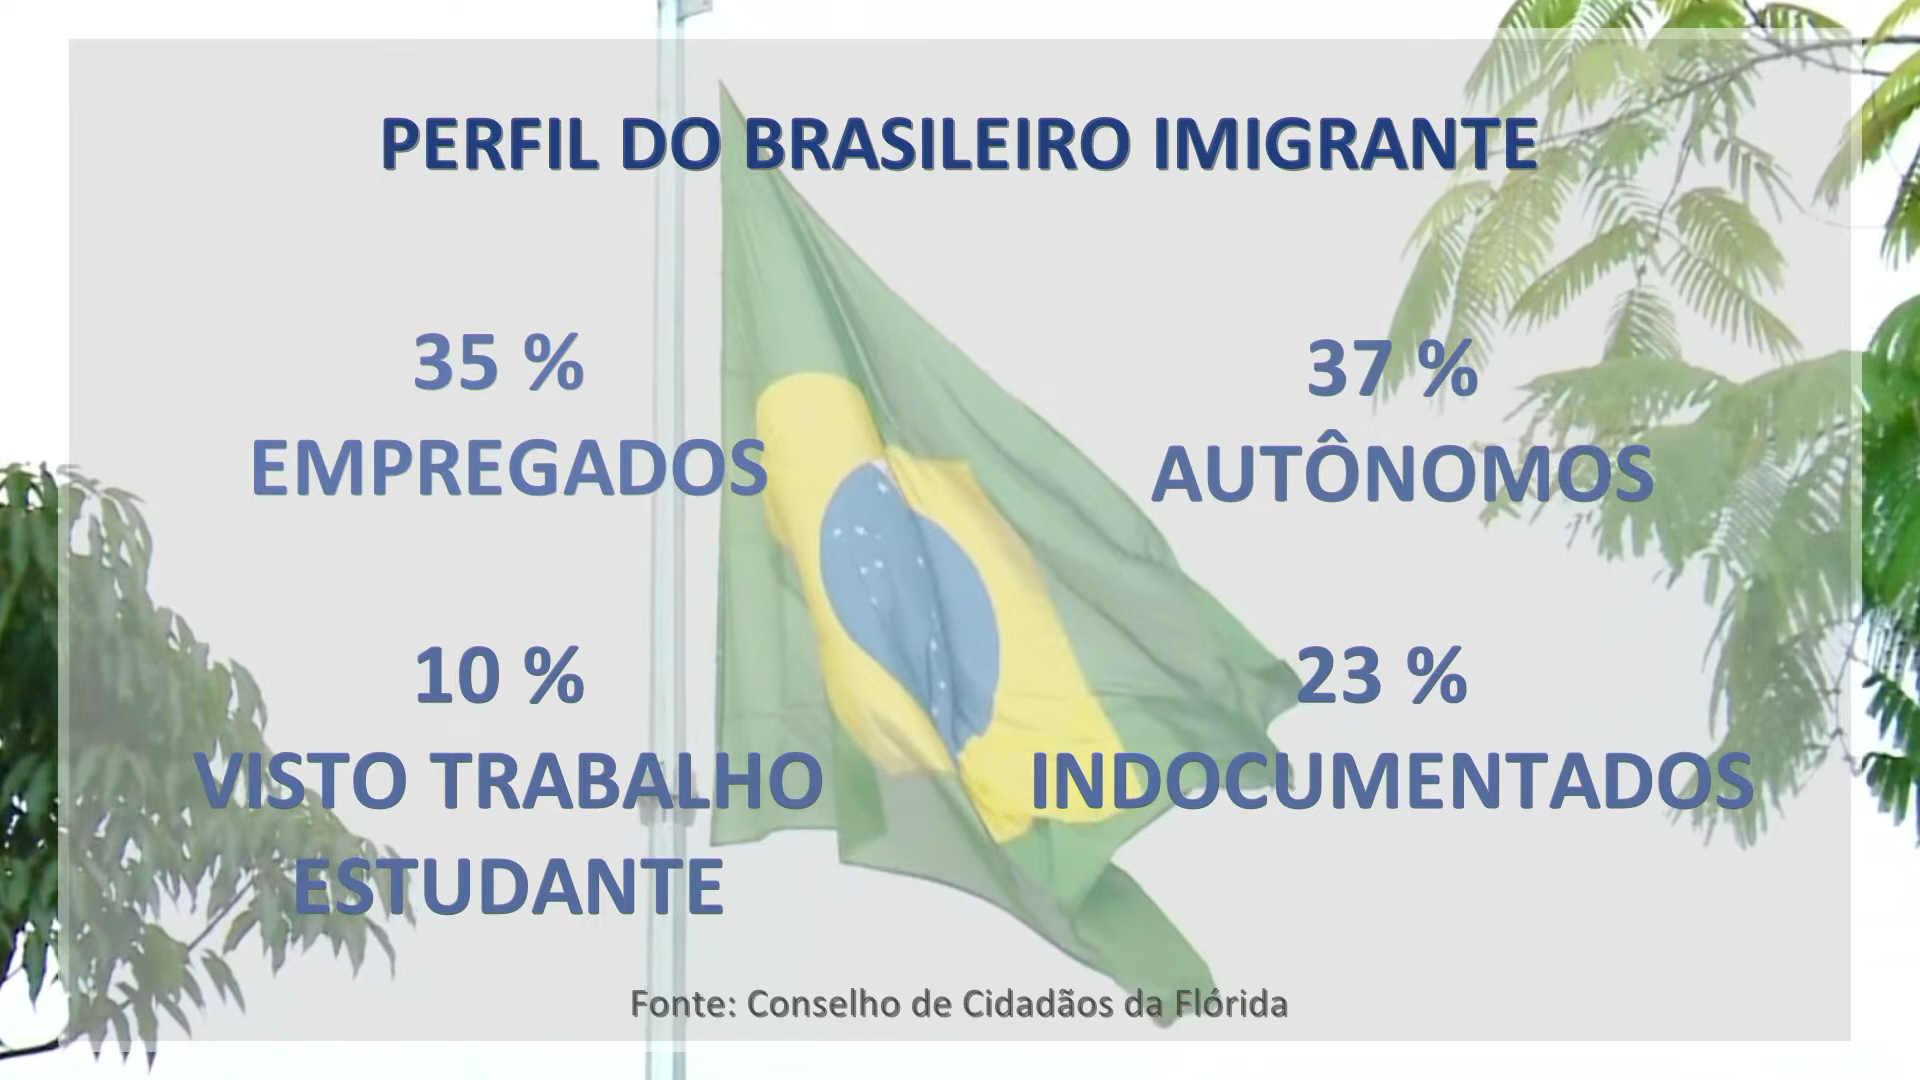 PERFIL DO BRASILEIRO IMIGRANTE
35 %
EMPREGADOS
37 %
AUTÔNOMOS
10 %
VISTO TRABALHO
ESTUDANTE
23 %
INDOCUMENTADOS
Fonte: Conselho de Cidadãos da Flórida